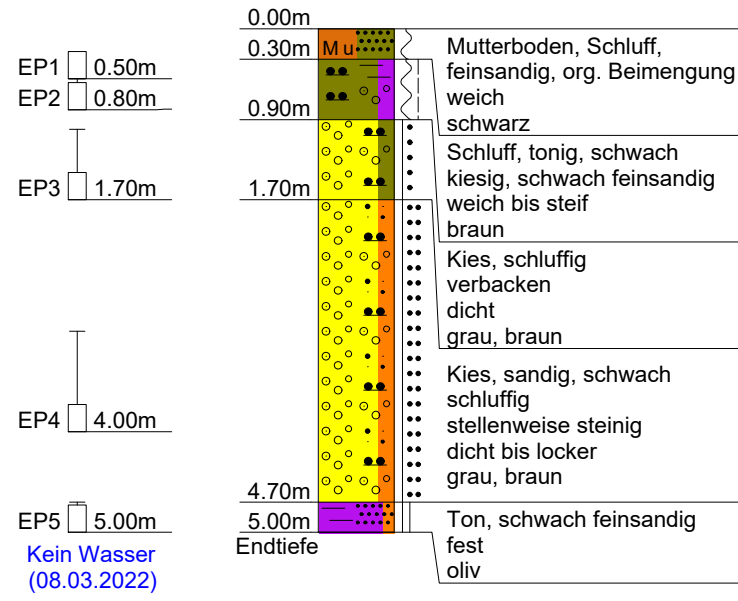 0.00m
0.30m
Mu
Mutterboden, Schluff,
feinsandig, org. Beimengung
weich
schwarz
EP1 0.50m
EP2 0.80m
0.90m
Schluff, tonig, schwach
kiesig, schwach feinsandig
weich bis steif
braun
EP3 1.70m
1.70m
Kies, schluffig
verbacken
dicht
grau, braun
Kies, sandig, schwach
schluffig
stellenweise steinig
dicht bis locker
grau, braun
EP4 4.00m
4.70m
EP5 5.00m
5.00m
Endtiefe
Ton, schwach feinsandig
fest
oliv
Kein Wasser
(08.03.2022)